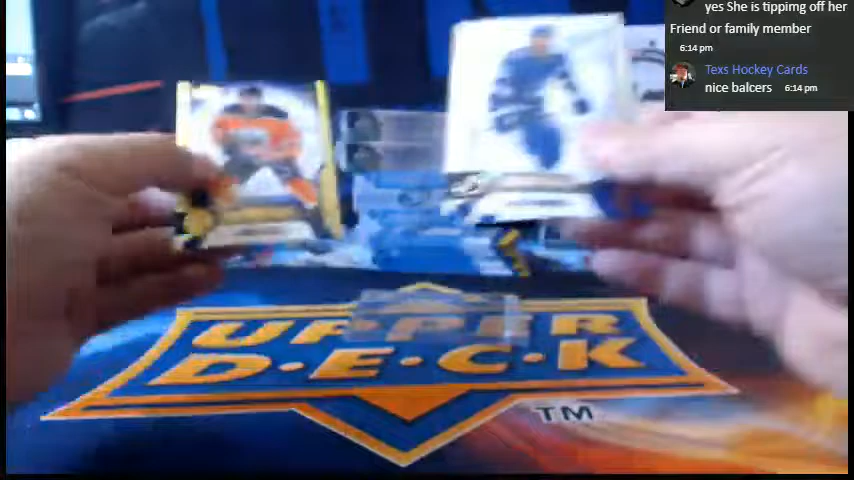 yes She is tippimg off her
Friend or family member
6:14 pm
Texs Hockey Cards
nice balcers 6:14 pm
UPPER
D·E·C·K
TM